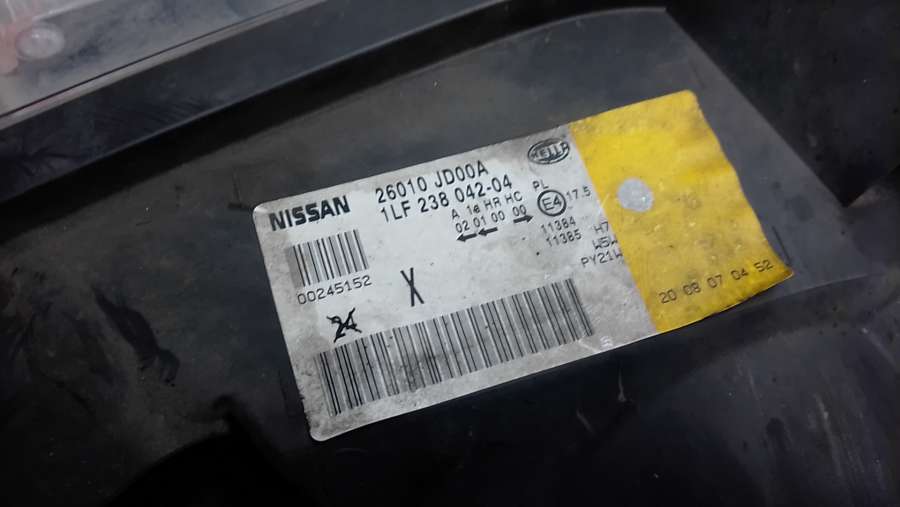 NISSAN
26010 JD00A
1LF 238 042-04
HELLA
A 1a HR HC PL
02 01 00 00
E4
17.5
11384 H7
11385 W5W
PY21W
00245152
X
24
20 08 07 04 52